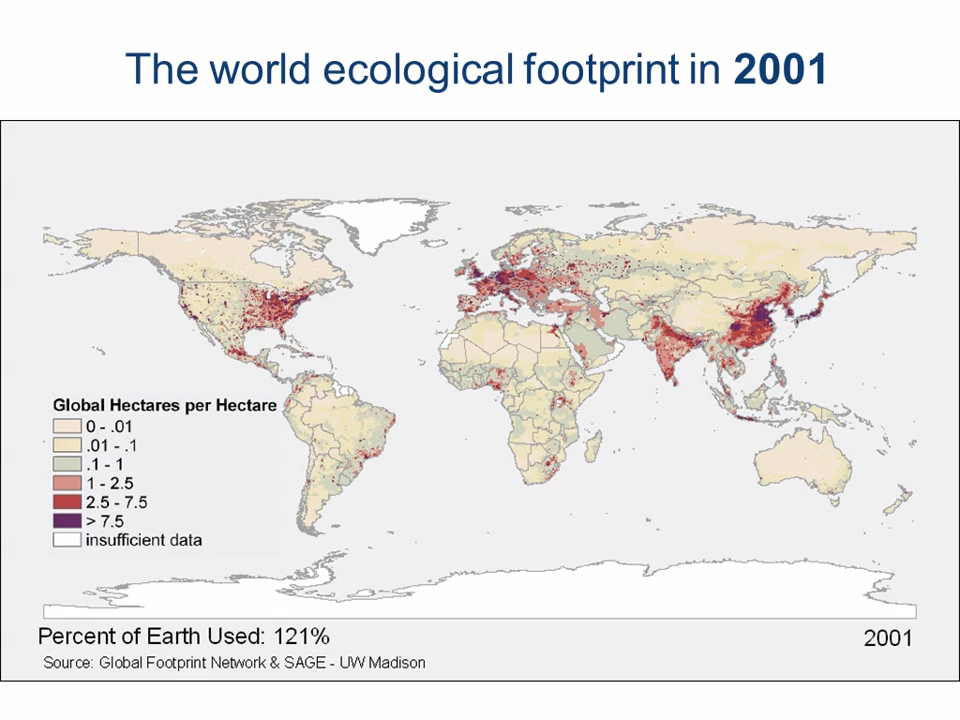 The world ecological footprint in 2001
Global Hectares per Hectare
0 - .01
.01 - .1
.1 - 1
1 - 2.5
2.5 - 7.5
> 7.5
insufficient data
Percent of Earth Used: 121%
2001
Source: Global Footprint Network & SAGE - UW Madison